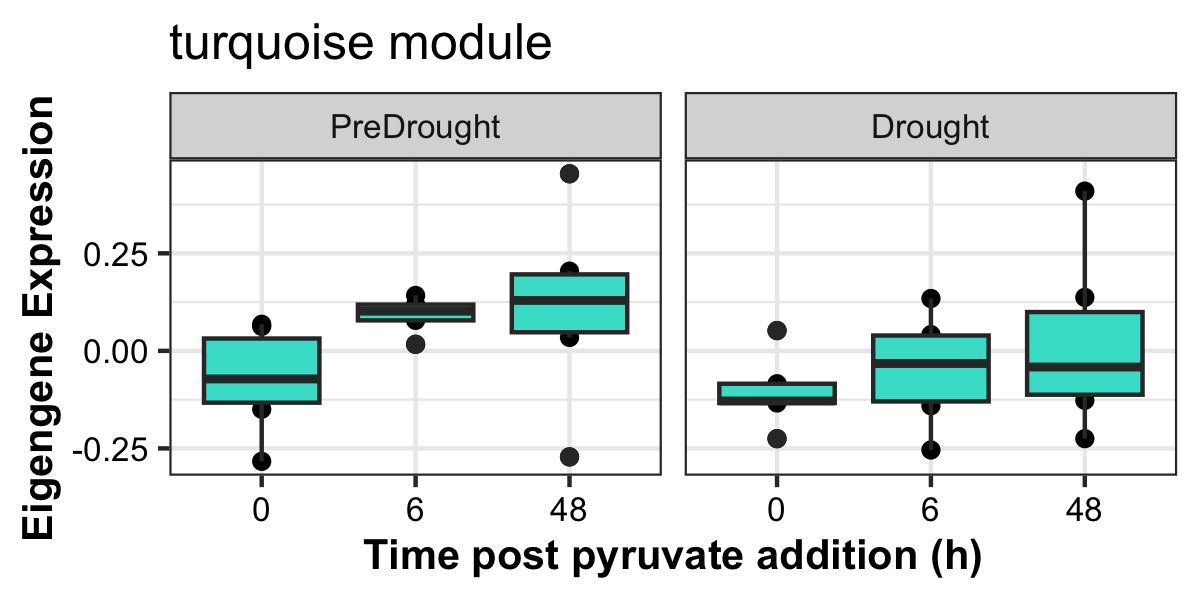 turquoise module
PreDrought
Drought
Eigengene Expression
0.25
0.00
-0.25
0
6
48
0
6
48
Time post pyruvate addition (h)